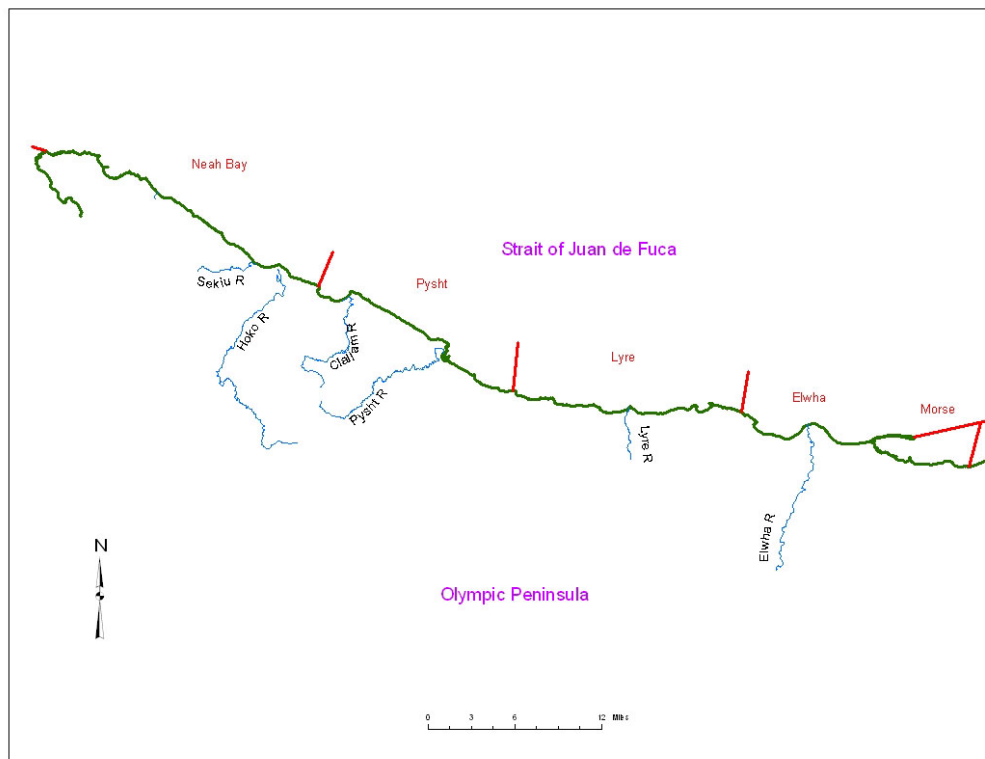 Neah Bay
Strait of Juan de Fuca
Sekiu R
Pysht
Hoko R
Clallam R
Lyre
Pysht R
Elwha
Morse
Lyre R
Elwha R
N
Olympic Peninsula
0 3 6 12 Miles